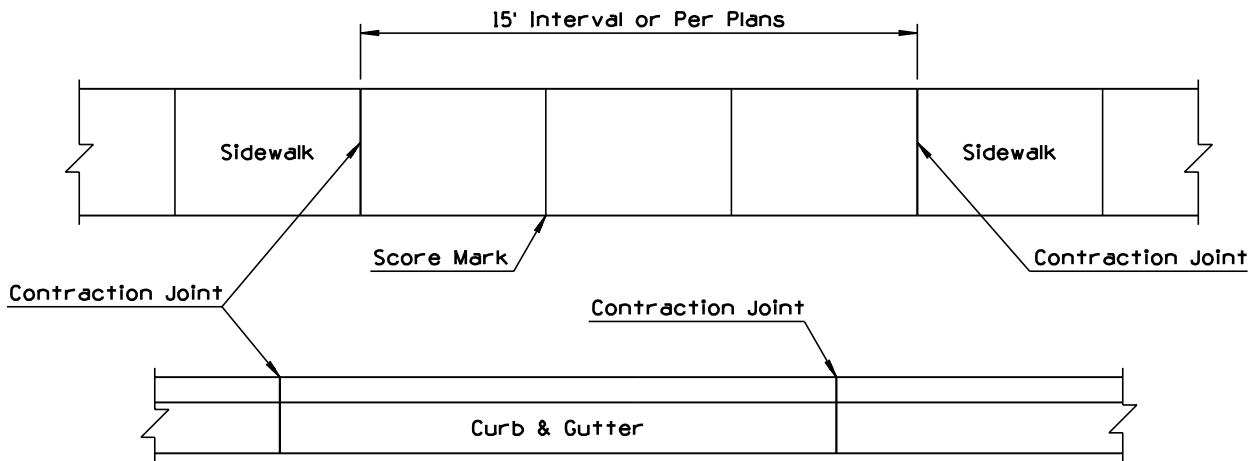 15' Interval or Per Plans
Sidewalk
Sidewalk
Score Mark
Contraction Joint
Contraction Joint
Contraction Joint
Curb & Gutter